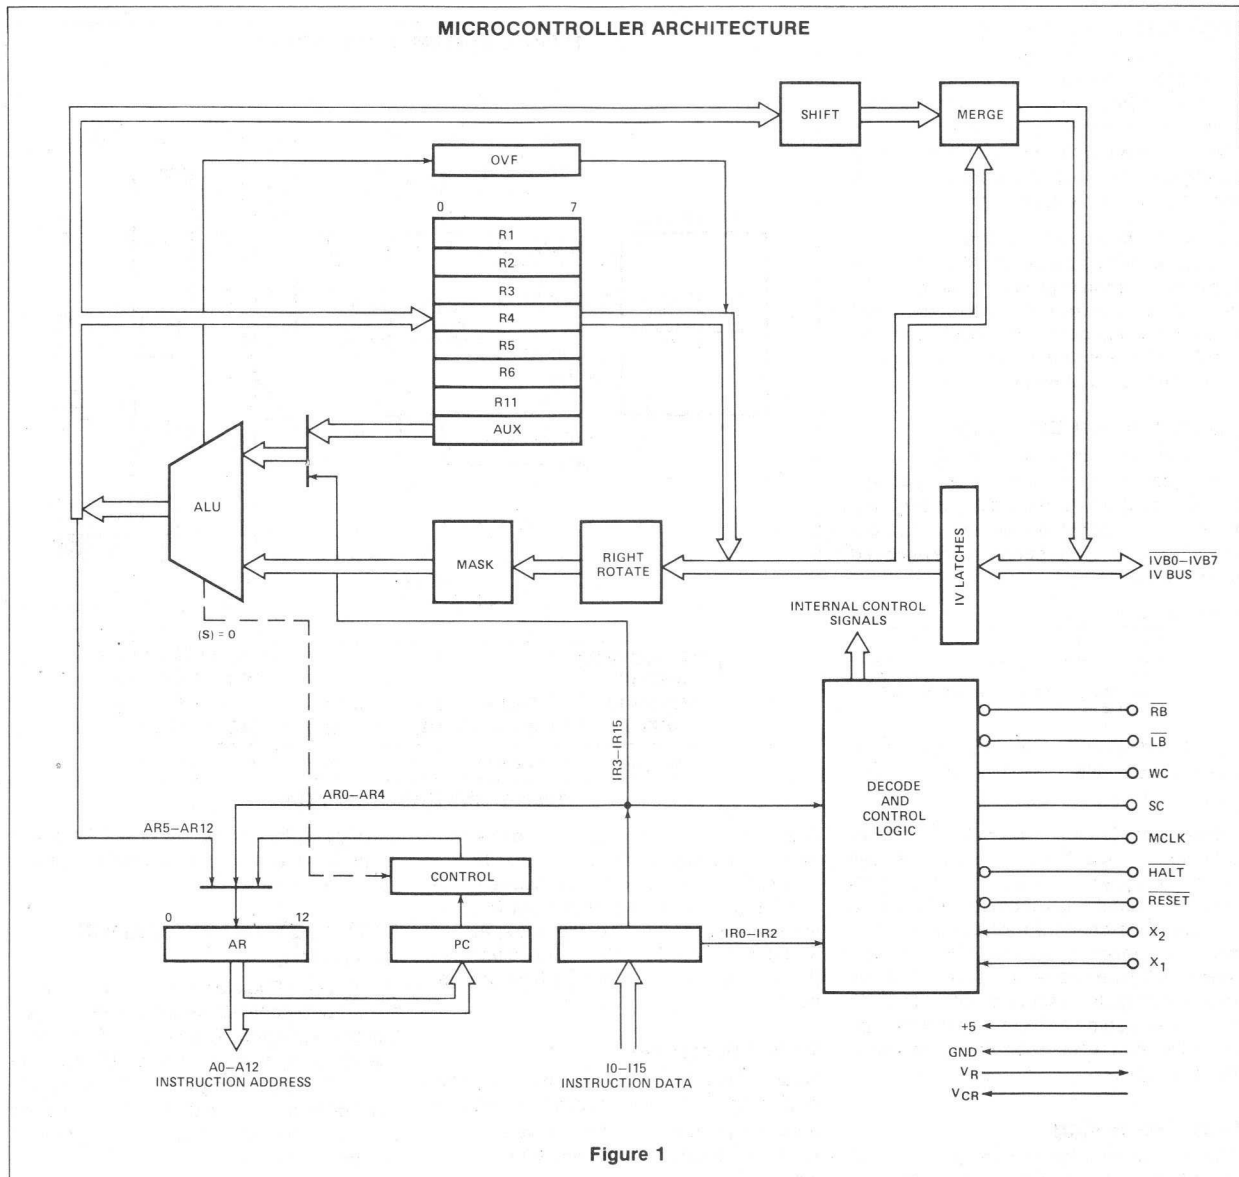 MICROCONTROLLER ARCHITECTURE
SHIFT
MERGE
OVF
0 7
R1
R2
R3
R4
R5
R6
R11
AUX
ALU
MASK
RIGHT
ROTATE
IV LATCHES
IVB0–IVB7
IV BUS
INTERNAL CONTROL
SIGNALS
(S) = 0
IR3–IR15
DECODE
AND
CONTROL
LOGIC
RB
LB
WC
SC
MCLK
HALT
RESET
X2
X1
AR0–AR4
AR5–AR12
CONTROL
0 12
AR
PC
IR0–IR2
+5
GND
VR
VCR
A0–A12
INSTRUCTION ADDRESS
I0–I15
INSTRUCTION DATA
Figure 1